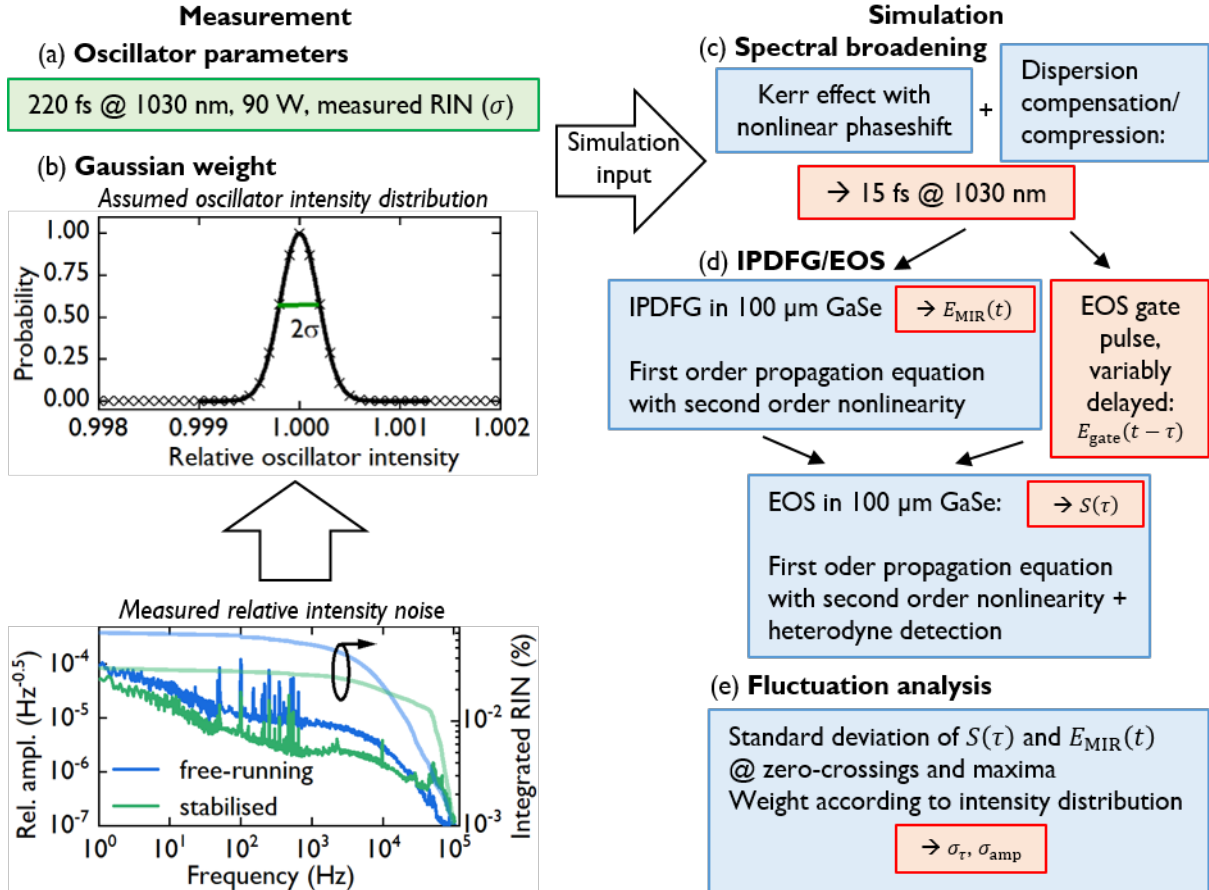 Measurement
(a) Oscillator parameters
220 fs @ 1030 nm, 90 W, measured RIN (σ)
(b) Gaussian weight
Assumed oscillator intensity distribution
Probability
1.00
0.75
0.50
0.25
0.00
2σ
0.998 0.999 1.000 1.001 1.002
Relative oscillator intensity
Measured relative intensity noise
Rel. ampl. (Hz^-0.5)
10^-4
10^-5
10^-6
10^-7
free-running
stabilised
10^-2
10^-3
Integrated RIN (%)
10^0 10^1 10^2 10^3 10^4 10^5
Frequency (Hz)
Simulation
input
Simulation
(c) Spectral broadening
Kerr effect with
nonlinear phaseshift
+
Dispersion
compensation/
compression:
→ 15 fs @ 1030 nm
(d) IPDFG/EOS
IPDFG in 100 µm GaSe
→ E_MIR(t)
First order propagation equation
with second order nonlinearity
EOS gate
pulse,
variably
delayed:
E_gate(t − τ)
EOS in 100 µm GaSe:
→ S(τ)
First oder propagation equation
with second order nonlinearity +
heterodyne detection
(e) Fluctuation analysis
Standard deviation of S(τ) and E_MIR(t)
@ zero-crossings and maxima
Weight according to intensity distribution
→ σ_τ, σ_amp